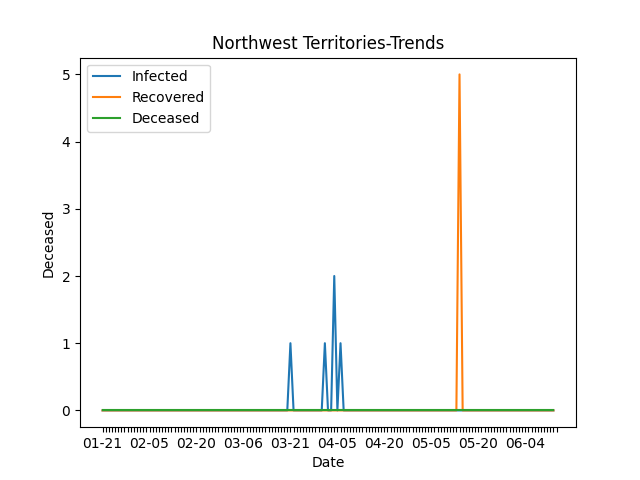 Northwest Territories-Trends
Infected
Recovered
Deceased
5
4
3
2
1
0
Deceased
01-21 02-05 02-20 03-06 03-21 04-05 04-20 05-05 05-20 06-04
Date